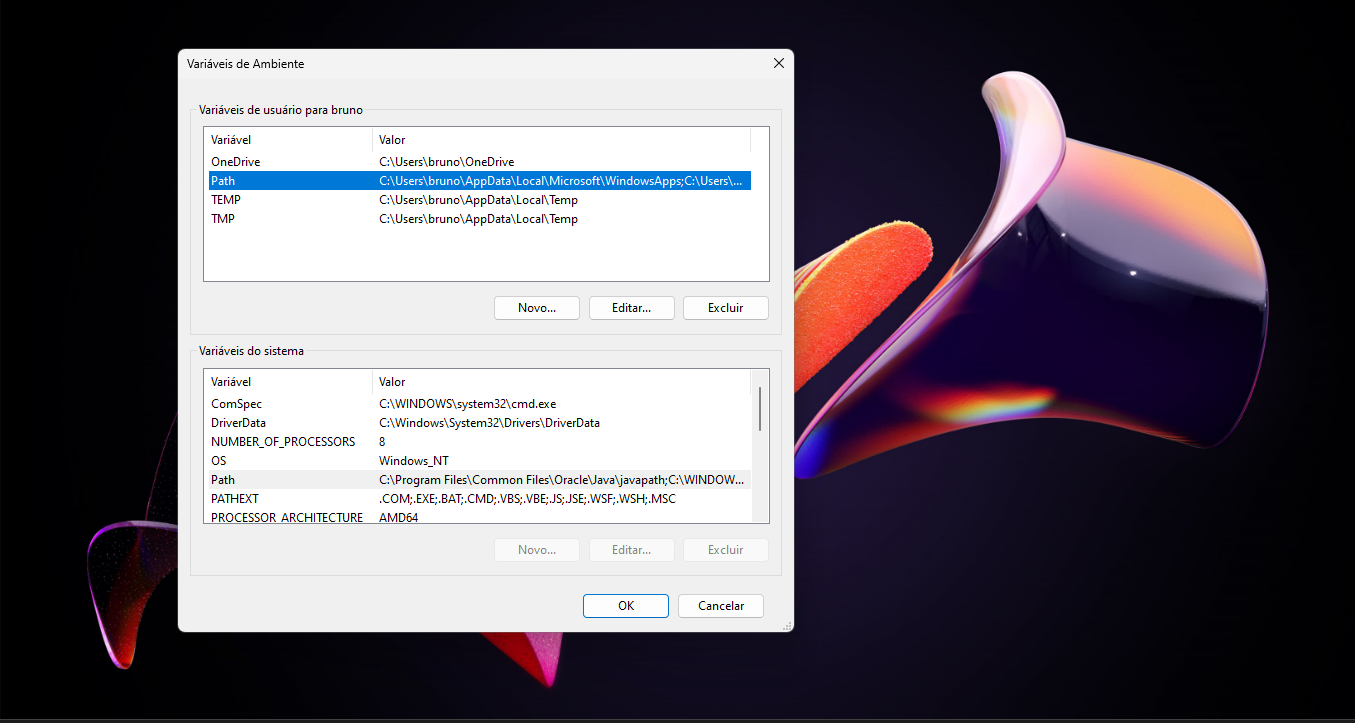 Variáveis de Ambiente
Variáveis de usuário para bruno
Variável Valor
OneDrive C:\Users\bruno\OneDrive
Path C:\Users\bruno\AppData\Local\Microsoft\WindowsApps;C:\Users\...
TEMP C:\Users\bruno\AppData\Local\Temp
TMP C:\Users\bruno\AppData\Local\Temp
Novo... Editar... Excluir
Variáveis do sistema
Variável Valor
ComSpec C:\WINDOWS\system32\cmd.exe
DriverData C:\Windows\System32\Drivers\DriverData
NUMBER_OF_PROCESSORS 8
OS Windows_NT
Path C:\Program Files\Common Files\Oracle\Java\javapath;C:\WINDOW...
PATHEXT .COM;.EXE;.BAT;.CMD;.VBS;.VBE;.JS;.JSE;.WSF;.WSH;.MSC
PROCESSOR_ARCHITECTURE AMD64
Novo... Editar... Excluir
OK Cancelar